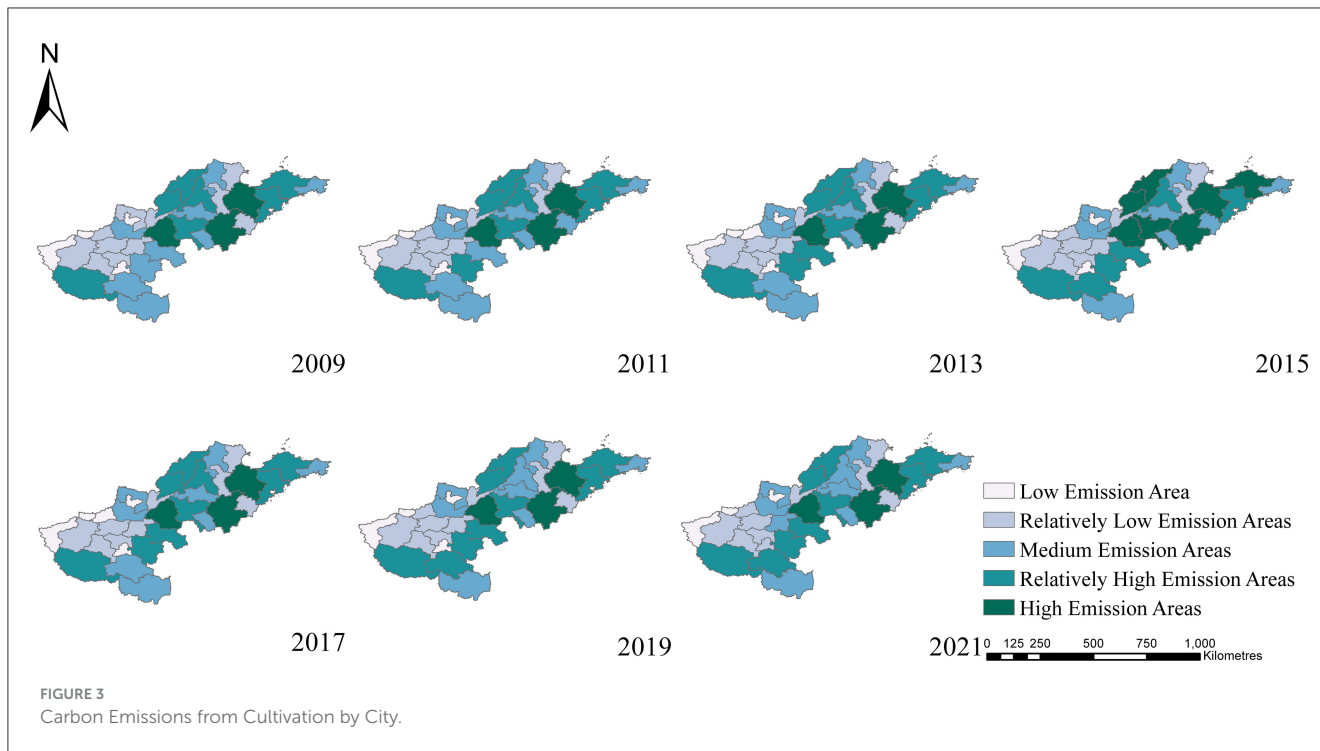 N
2009
2011
2013
2015
2017
2019
2021
Low Emission Area
Relatively Low Emission Areas
Medium Emission Areas
Relatively High Emission Areas
High Emission Areas
0 125 250 500 750 1,000
Kilometres
FIGURE 3
Carbon Emissions from Cultivation by City.